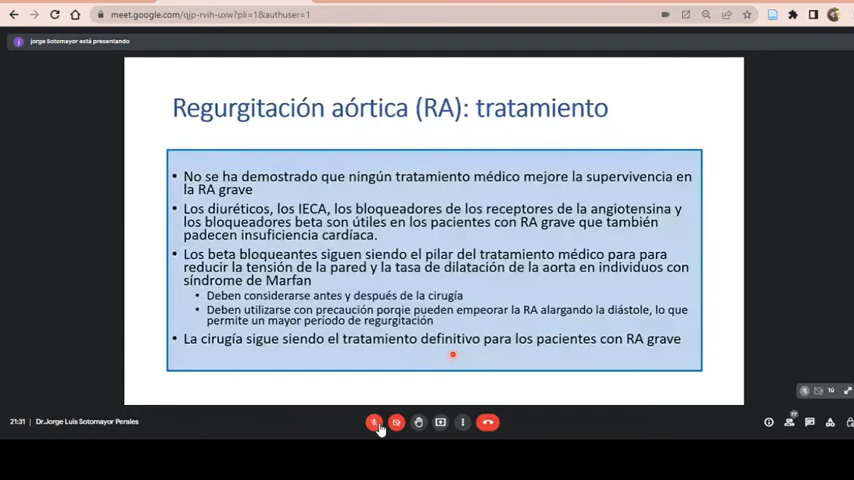 meet.google.com/qjp-rvih-uxw?pli=1&authuser=1
j
jorge Sotomayor está presentando
Regurgitación aórtica (RA): tratamiento
• No se ha demostrado que ningún tratamiento médico mejore la supervivencia en
la RA grave
• Los diuréticos, los IECA, los bloqueadores de los receptores de la angiotensina y
los bloqueadores beta son útiles en los pacientes con RA grave que también
padecen insuficiencia cardíaca.
• Los beta bloqueantes siguen siendo el pilar del tratamiento médico para para
reducir la tensión de la pared y la tasa de dilatación de la aorta en individuos con
síndrome de Marfan
• Deben considerarse antes y después de la cirugía
• Deben utilizarse con precaución porqie pueden empeorar la RA alargando la diástole, lo que
permite un mayor período de regurgitación
• La cirugía sigue siendo el tratamiento definitivo para los pacientes con RA grave
Tú
21:31 | Dr.Jorge Luis Sotomayor Perales